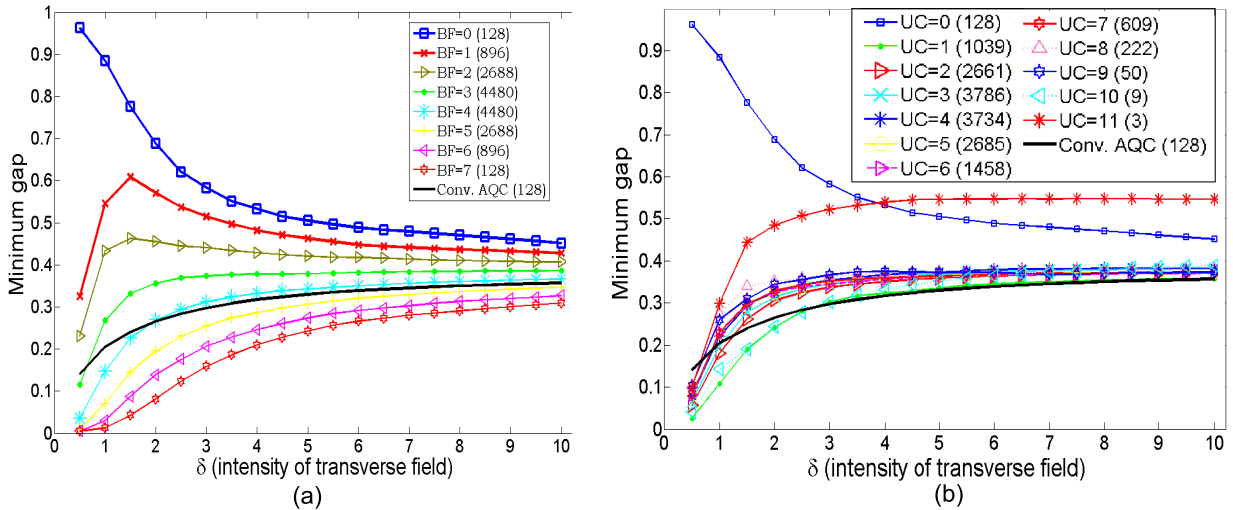 Minimum gap
1
0.9
0.8
0.7
0.6
0.5
0.4
0.3
0.2
0.1
0
BF=0 (128)
BF=1 (896)
BF=2 (2688)
BF=3 (4480)
BF=4 (4480)
BF=5 (2688)
BF=6 (896)
BF=7 (128)
Conv. AQC (128)
0 1 2 3 4 5 6 7 8 9 10
δ (intensity of transverse field)
(a)
Minimum gap
0.9
0.8
0.7
0.6
0.5
0.4
0.3
0.2
0.1
0
UC=0 (128)
UC=1 (1039)
UC=2 (2661)
UC=3 (3786)
UC=4 (3734)
UC=5 (2685)
UC=6 (1458)
UC=7 (609)
UC=8 (222)
UC=9 (50)
UC=10 (9)
UC=11 (3)
Conv. AQC (128)
0 1 2 3 4 5 6 7 8 9 10
δ (intensity of transverse field)
(b)